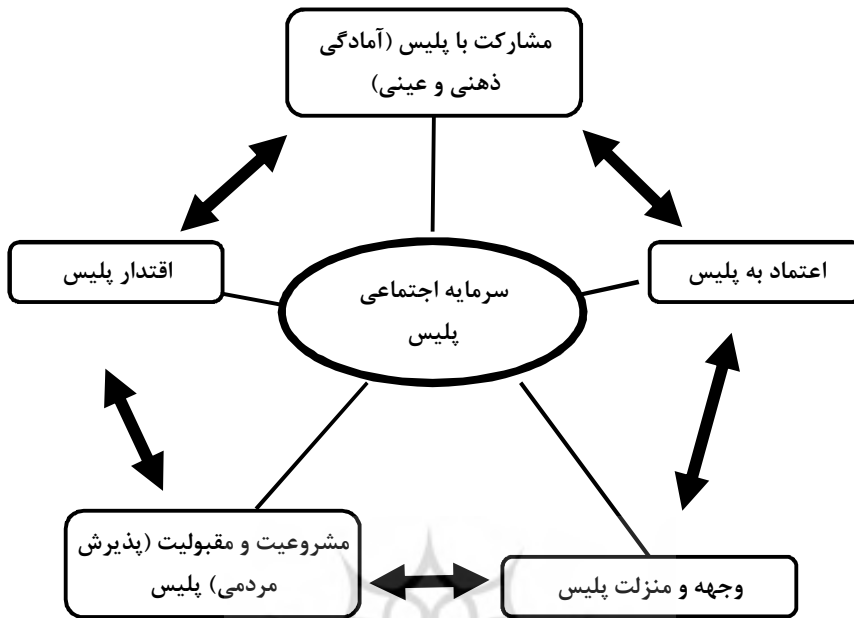 مشارکت با پلیس (آمادگی
ذهنی و عینی)
اعتماد به پلیس
سرمایه اجتماعی
پلیس
اقتدار پلیس
مشروعیت و مقبولیت (پذیرش
مردمی) پلیس
وجهه و منزلت پلیس